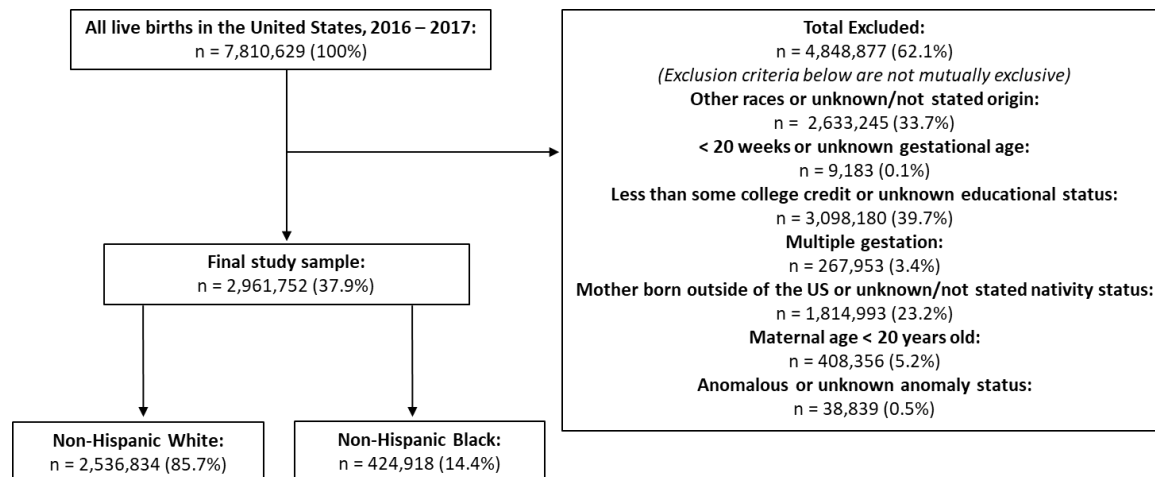 All live births in the United States, 2016 – 2017:
n = 7,810,629 (100%)
Total Excluded:
n = 4,848,877 (62.1%)
(Exclusion criteria below are not mutually exclusive)
Other races or unknown/not stated origin:
n =  2,633,245 (33.7%)
< 20 weeks or unknown gestational age:
n = 9,183 (0.1%)
Less than some college credit or unknown educational status:
n = 3,098,180 (39.7%)
Multiple gestation:
n = 267,953 (3.4%)
Mother born outside of the US or unknown/not stated nativity status:
n = 1,814,993 (23.2%)
Maternal age < 20 years old:
n = 408,356 (5.2%)
Anomalous or unknown anomaly status:
n = 38,839 (0.5%)
Final study sample:
n = 2,961,752 (37.9%)
Non-Hispanic White:
n = 2,536,834 (85.7%)
Non-Hispanic Black:
n = 424,918 (14.4%)